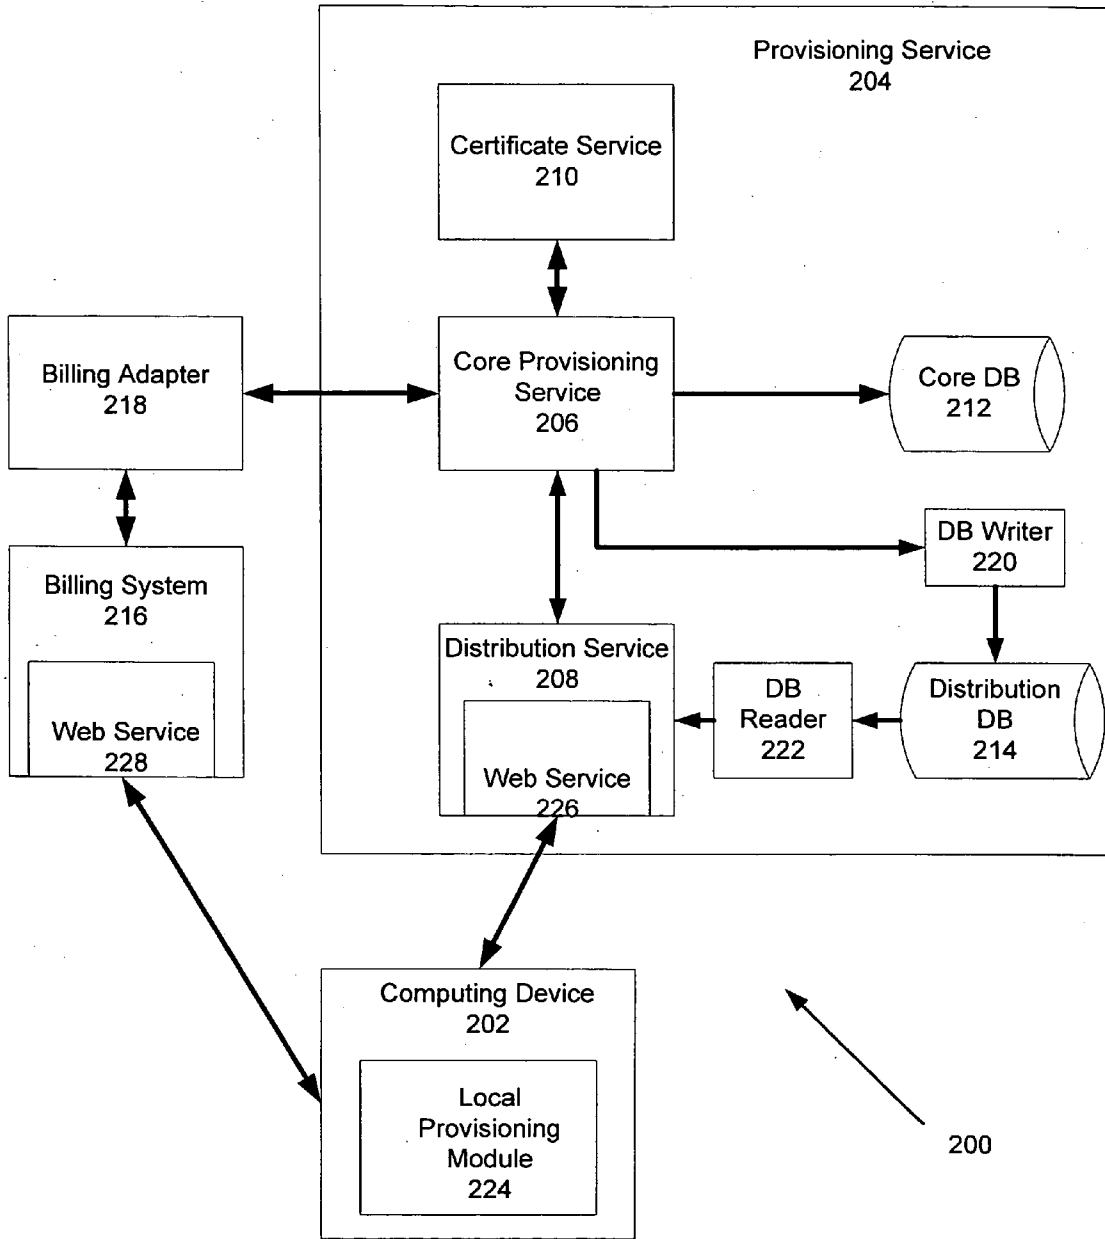 Provisioning Service
204
Certificate Service
210
Billing Adapter
218
Core Provisioning
Service
206
Core DB
212
DB Writer
220
Billing System
216
Web Service
228
Distribution Service
208
Web Service
226
DB
Reader
222
Distribution
DB
214
Computing Device
202
Local
Provisioning
Module
224
200